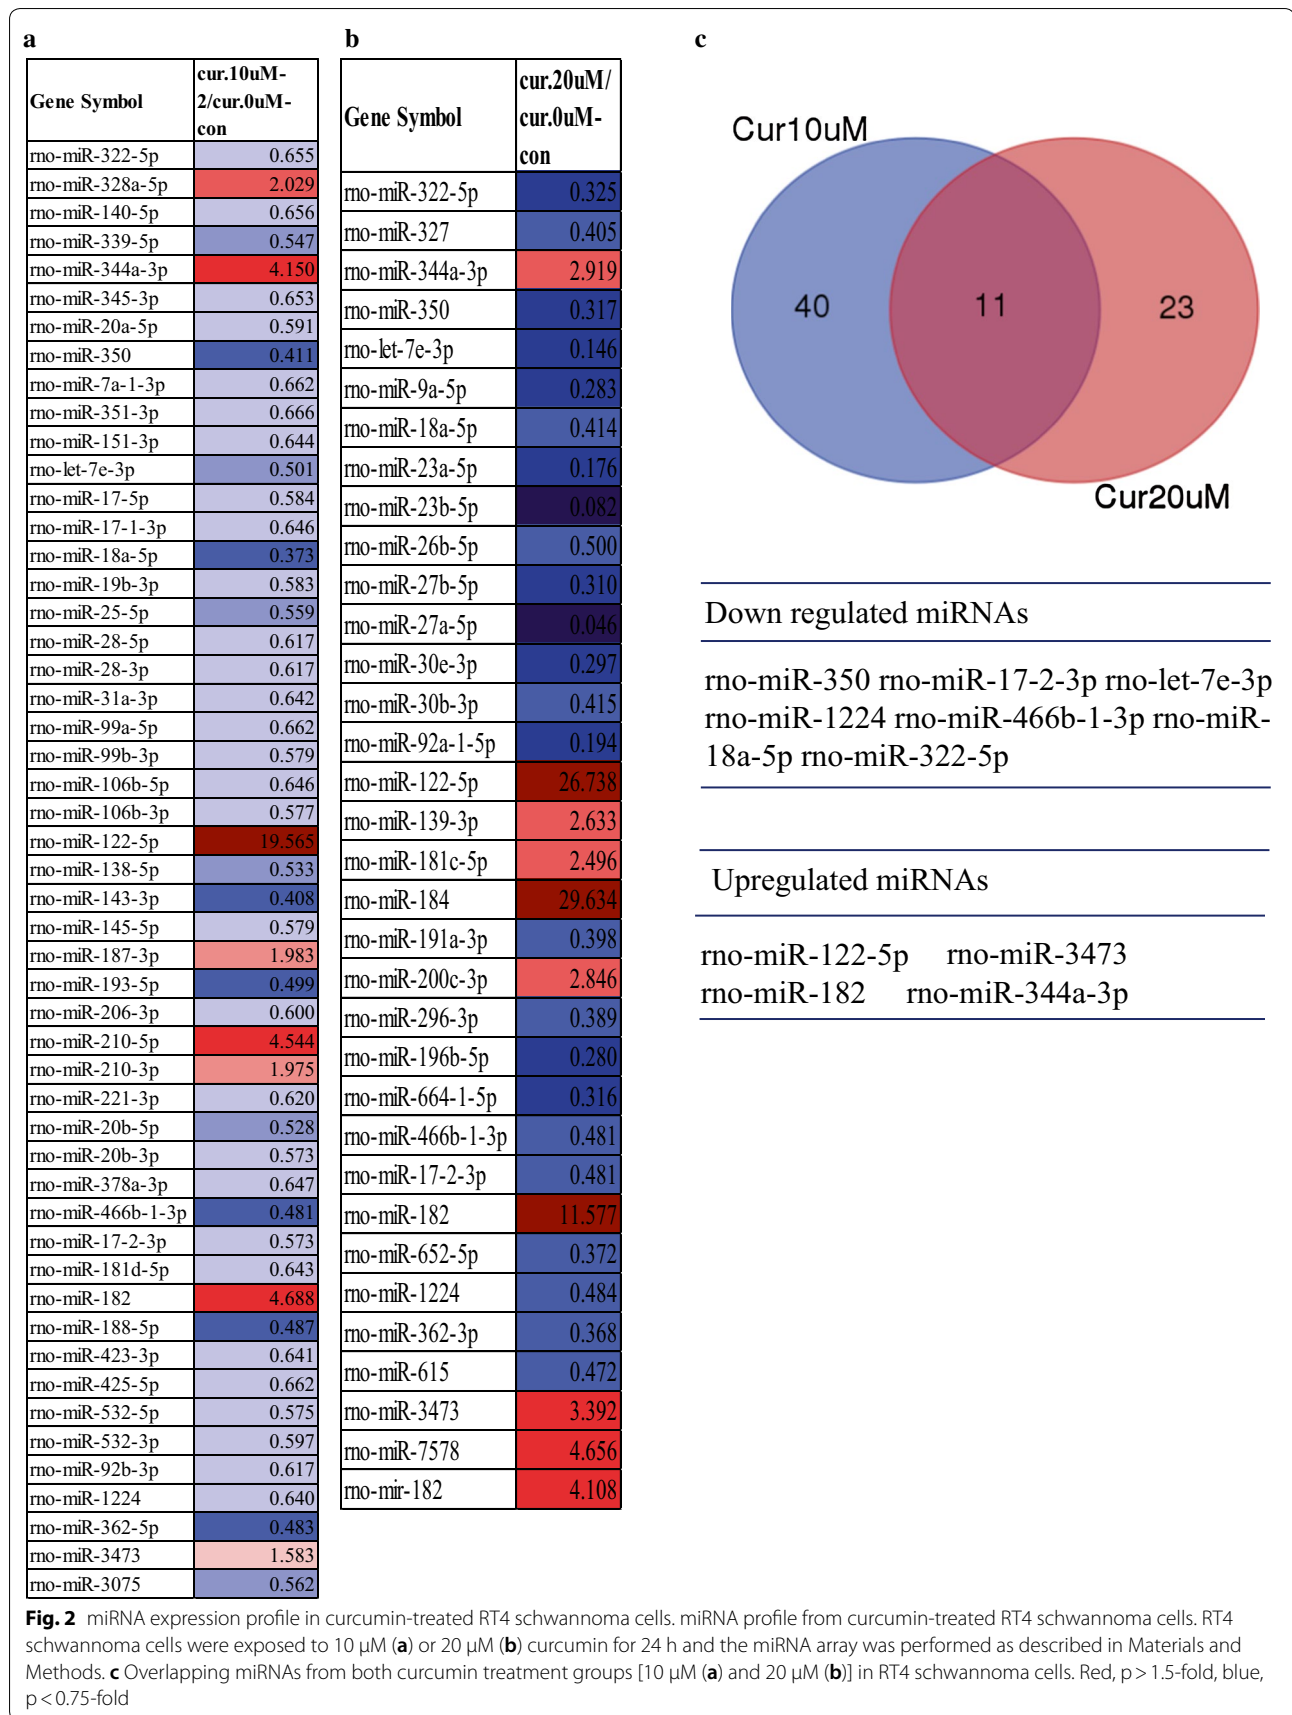 a
Gene Symbol cur.10uM-
2/cur.0uM-
con
rno-miR-322-5p 0.655
rno-miR-328a-5p 2.029
rno-miR-140-5p 0.656
rno-miR-339-5p 0.547
rno-miR-344a-3p 4.150
rno-miR-345-3p 0.653
rno-miR-20a-5p 0.591
rno-miR-350 0.411
rno-miR-7a-1-3p 0.662
rno-miR-351-3p 0.666
rno-miR-151-3p 0.644
rno-let-7e-3p 0.501
rno-miR-17-5p 0.584
rno-miR-17-1-3p 0.646
rno-miR-18a-5p 0.373
rno-miR-19b-3p 0.583
rno-miR-25-5p 0.559
rno-miR-28-5p 0.617
rno-miR-28-3p 0.617
rno-miR-31a-3p 0.642
rno-miR-99a-5p 0.662
rno-miR-99b-3p 0.579
rno-miR-106b-5p 0.646
rno-miR-106b-3p 0.577
rno-miR-122-5p 19.565
rno-miR-138-5p 0.533
rno-miR-143-3p 0.408
rno-miR-145-5p 0.579
rno-miR-187-3p 1.983
rno-miR-193-5p 0.499
rno-miR-206-3p 0.600
rno-miR-210-5p 4.544
rno-miR-210-3p 1.975
rno-miR-221-3p 0.620
rno-miR-20b-5p 0.528
rno-miR-20b-3p 0.573
rno-miR-378a-3p 0.647
rno-miR-466b-1-3p 0.481
rno-miR-17-2-3p 0.573
rno-miR-181d-5p 0.643
rno-miR-182 4.688
rno-miR-188-5p 0.487
rno-miR-423-3p 0.641
rno-miR-425-5p 0.662
rno-miR-532-5p 0.575
rno-miR-532-3p 0.597
rno-miR-92b-3p 0.617
rno-miR-1224 0.640
rno-miR-362-5p 0.483
rno-miR-3473 1.583
rno-miR-3075 0.562
b
Gene Symbol cur.20uM/
cur.0uM-
con
rno-miR-322-5p 0.325
rno-miR-327 0.405
rno-miR-344a-3p 2.919
rno-miR-350 0.317
rno-let-7e-3p 0.146
rno-miR-9a-5p 0.283
rno-miR-18a-5p 0.414
rno-miR-23a-5p 0.176
rno-miR-23b-5p 0.082
rno-miR-26b-5p 0.500
rno-miR-27b-5p 0.310
rno-miR-27a-5p 0.046
rno-miR-30e-3p 0.297
rno-miR-30b-3p 0.415
rno-miR-92a-1-5p 0.194
rno-miR-122-5p 26.738
rno-miR-139-3p 2.633
rno-miR-181c-5p 2.496
rno-miR-184 29.634
rno-miR-191a-3p 0.398
rno-miR-200c-3p 2.846
rno-miR-296-3p 0.389
rno-miR-196b-5p 0.280
rno-miR-664-1-5p 0.316
rno-miR-466b-1-3p 0.481
rno-miR-17-2-3p 0.481
rno-miR-182 11.577
rno-miR-652-5p 0.372
rno-miR-1224 0.484
rno-miR-362-3p 0.368
rno-miR-615 0.472
rno-miR-3473 3.392
rno-miR-7578 4.656
rno-mir-182 4.108
c
Cur10uM
40 11 23
Cur20uM
Down regulated miRNAs
rno-miR-350 rno-miR-17-2-3p rno-let-7e-3p
rno-miR-1224 rno-miR-466b-1-3p rno-miR-
18a-5p rno-miR-322-5p
Upregulated miRNAs
rno-miR-122-5p rno-miR-3473
rno-miR-182 rno-miR-344a-3p
Fig. 2 miRNA expression profile in curcumin-treated RT4 schwannoma cells. miRNA profile from curcumin-treated RT4 schwannoma cells. RT4
schwannoma cells were exposed to 10 µM (a) or 20 µM (b) curcumin for 24 h and the miRNA array was performed as described in Materials and
Methods. c Overlapping miRNAs from both curcumin treatment groups [10 µM (a) and 20 µM (b)] in RT4 schwannoma cells. Red, p > 1.5-fold, blue,
p < 0.75-fold